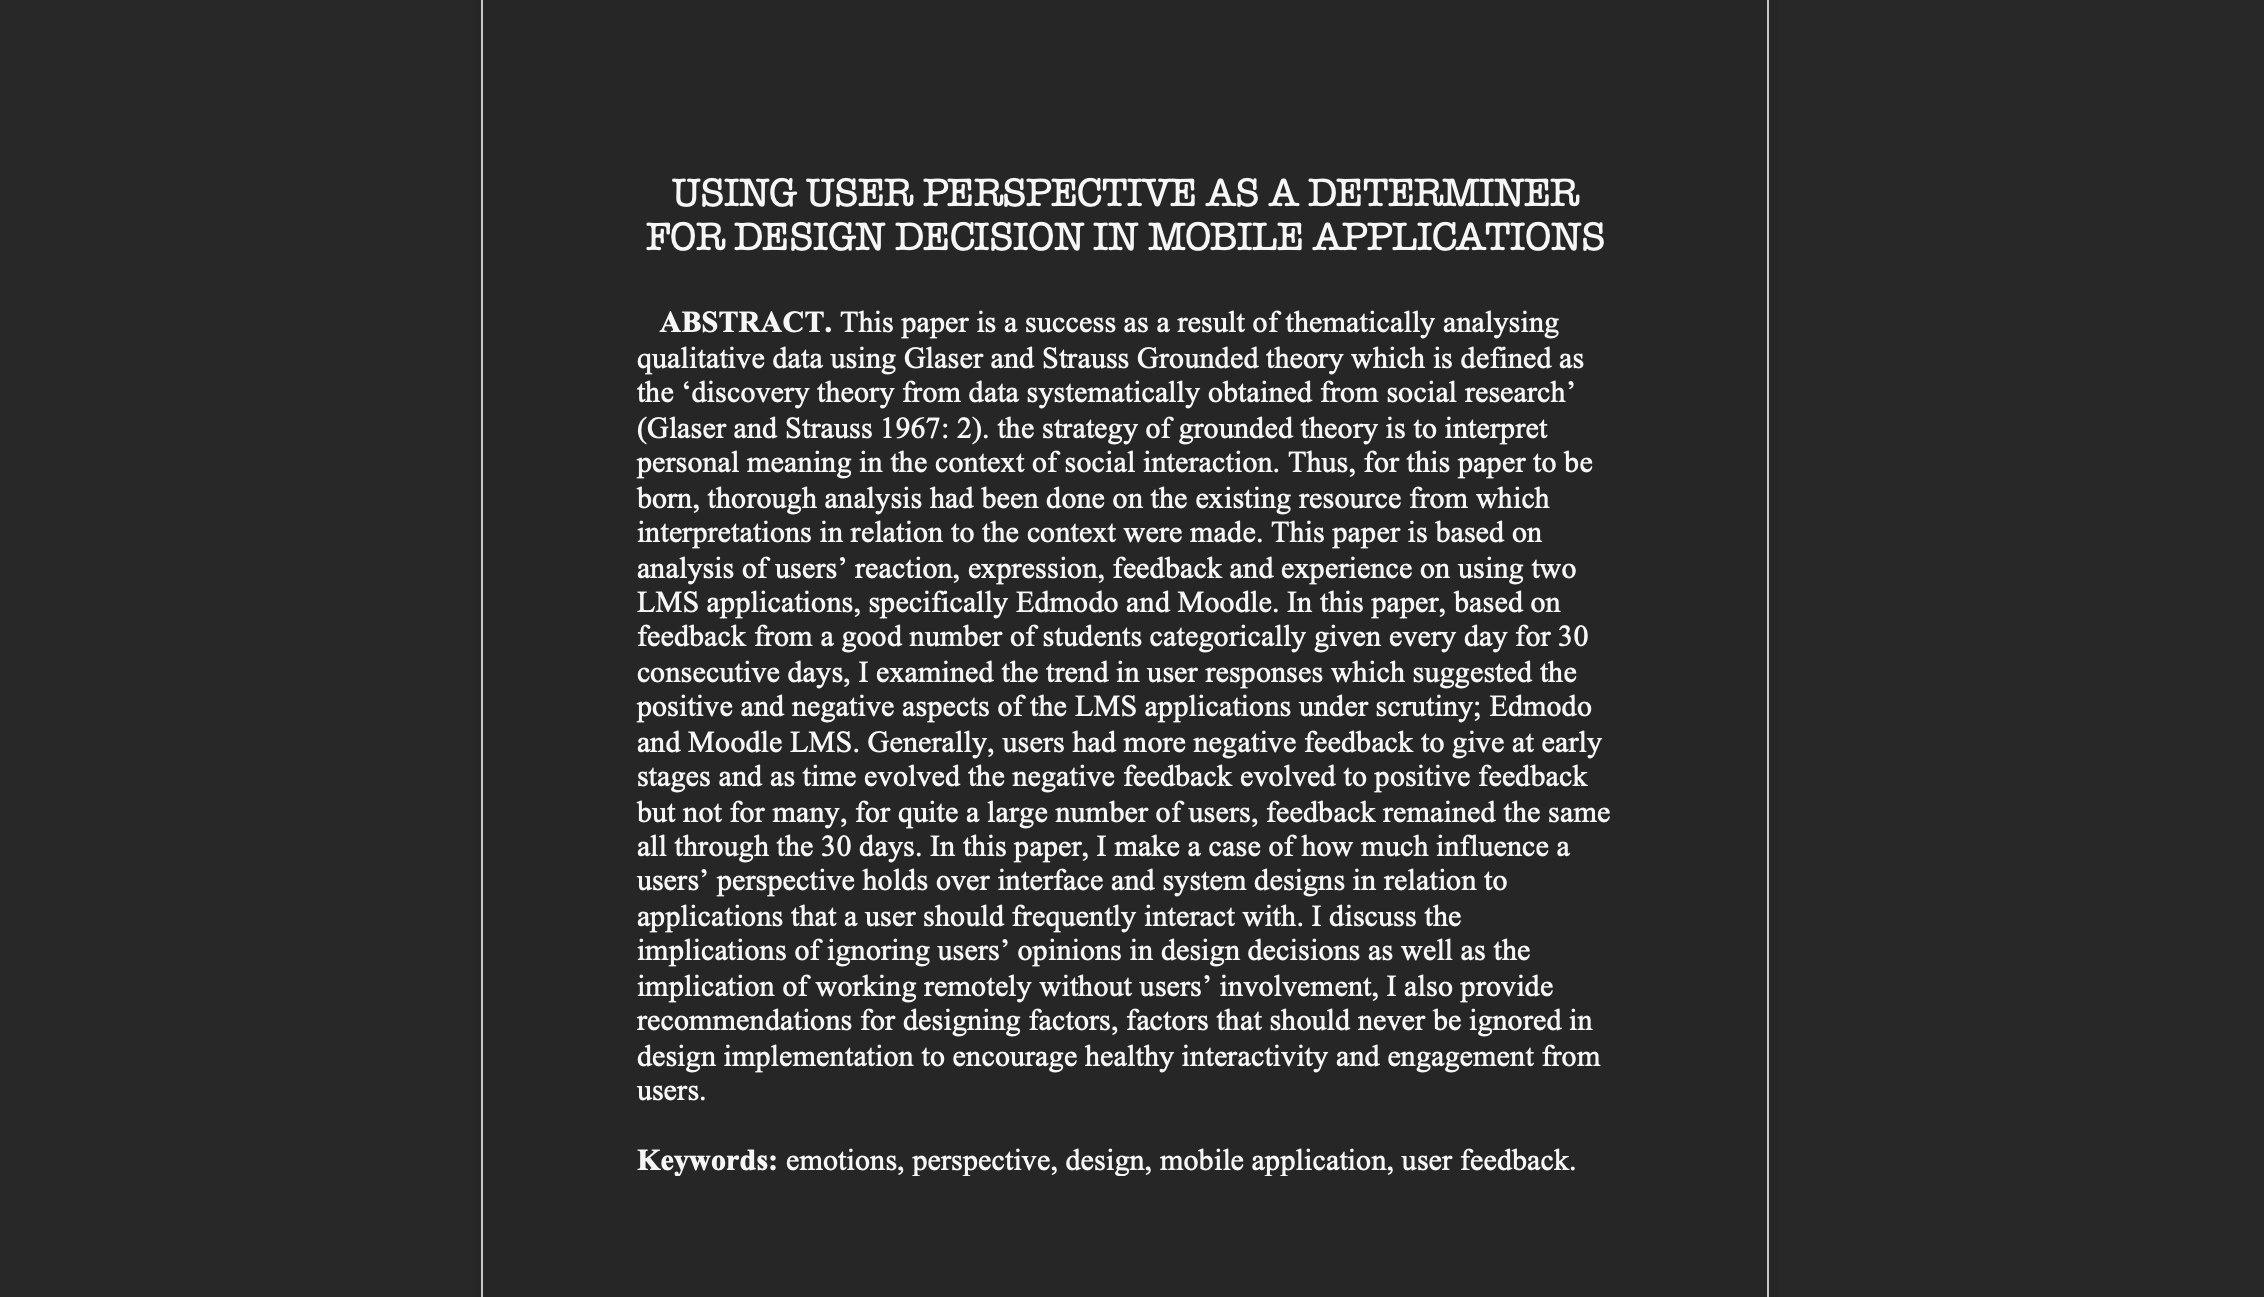 USING USER PERSPECTIVE AS A DETERMINER
FOR DESIGN DECISION IN MOBILE APPLICATIONS
ABSTRACT. This paper is a success as a result of thematically analysing
qualitative data using Glaser and Strauss Grounded theory which is defined as
the ‘discovery theory from data systematically obtained from social research’
(Glaser and Strauss 1967: 2). the strategy of grounded theory is to interpret
personal meaning in the context of social interaction. Thus, for this paper to be
born, thorough analysis had been done on the existing resource from which
interpretations in relation to the context were made. This paper is based on
analysis of users’ reaction, expression, feedback and experience on using two
LMS applications, specifically Edmodo and Moodle. In this paper, based on
feedback from a good number of students categorically given every day for 30
consecutive days, I examined the trend in user responses which suggested the
positive and negative aspects of the LMS applications under scrutiny; Edmodo
and Moodle LMS. Generally, users had more negative feedback to give at early
stages and as time evolved the negative feedback evolved to positive feedback
but not for many, for quite a large number of users, feedback remained the same
all through the 30 days. In this paper, I make a case of how much influence a
users’ perspective holds over interface and system designs in relation to
applications that a user should frequently interact with. I discuss the
implications of ignoring users’ opinions in design decisions as well as the
implication of working remotely without users’ involvement, I also provide
recommendations for designing factors, factors that should never be ignored in
design implementation to encourage healthy interactivity and engagement from
users.
Keywords: emotions, perspective, design, mobile application, user feedback.